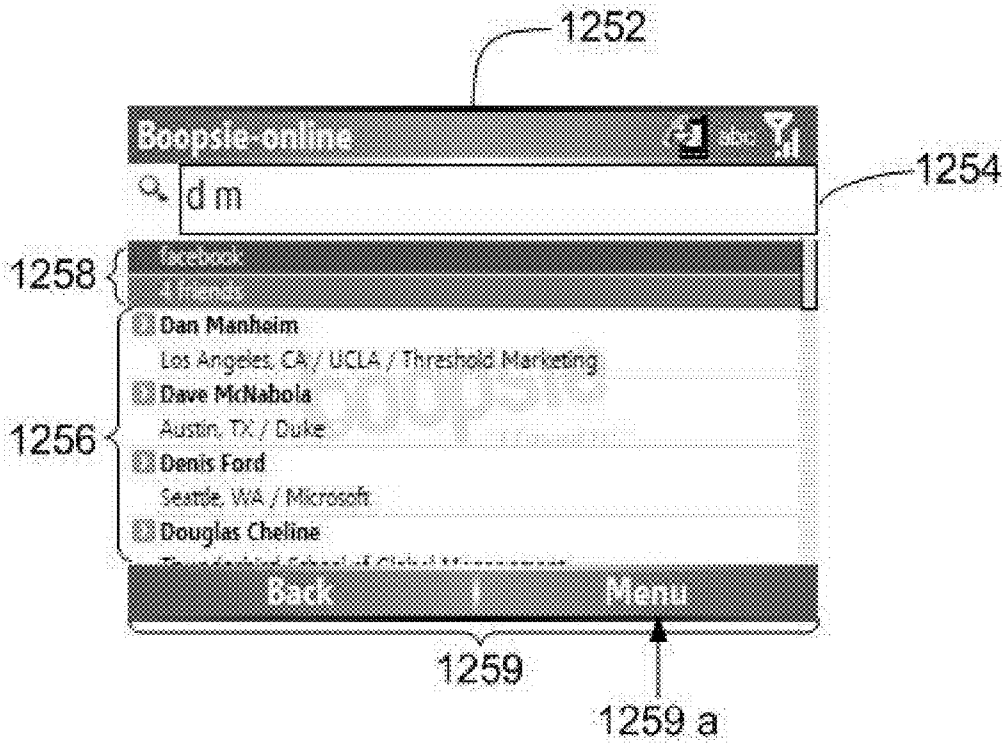 1252
Boopsie-online
abc
d m
1254
facebook
4 friends
1258
Dan Manheim
Los Angeles, CA / UCLA / Threshold Marketing
Dave McNabola
Austin, TX / Duke
1256
Denis Ford
Seattle, WA / Microsoft
Douglas Cheline
Back | Menu
1259
1259 a